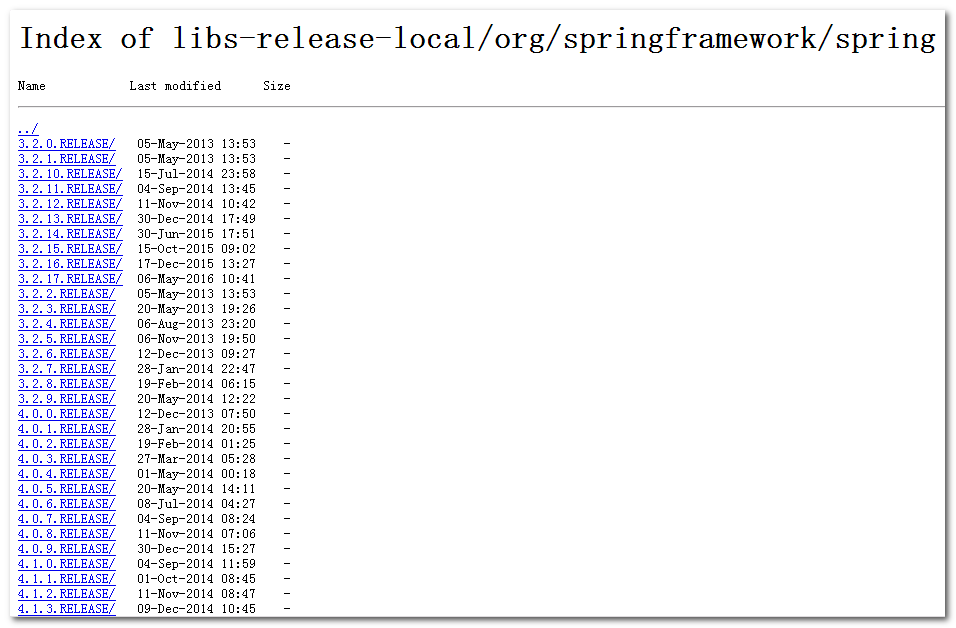 Index of libs-release-local/org/springframework/spring
Name Last modified Size
../
3.2.0.RELEASE/ 05-May-2013 13:53 -
3.2.1.RELEASE/ 05-May-2013 13:53 -
3.2.10.RELEASE/ 15-Jul-2014 23:58 -
3.2.11.RELEASE/ 04-Sep-2014 13:45 -
3.2.12.RELEASE/ 11-Nov-2014 10:42 -
3.2.13.RELEASE/ 30-Dec-2014 17:49 -
3.2.14.RELEASE/ 30-Jun-2015 17:51 -
3.2.15.RELEASE/ 15-Oct-2015 09:02 -
3.2.16.RELEASE/ 17-Dec-2015 13:27 -
3.2.17.RELEASE/ 06-May-2016 10:41 -
3.2.2.RELEASE/ 05-May-2013 13:53 -
3.2.3.RELEASE/ 20-May-2013 19:26 -
3.2.4.RELEASE/ 06-Aug-2013 23:20 -
3.2.5.RELEASE/ 06-Nov-2013 19:50 -
3.2.6.RELEASE/ 12-Dec-2013 09:27 -
3.2.7.RELEASE/ 28-Jan-2014 22:47 -
3.2.8.RELEASE/ 19-Feb-2014 06:15 -
3.2.9.RELEASE/ 20-May-2014 12:22 -
4.0.0.RELEASE/ 12-Dec-2013 07:50 -
4.0.1.RELEASE/ 28-Jan-2014 20:55 -
4.0.2.RELEASE/ 19-Feb-2014 01:25 -
4.0.3.RELEASE/ 27-Mar-2014 05:28 -
4.0.4.RELEASE/ 01-May-2014 00:18 -
4.0.5.RELEASE/ 20-May-2014 14:11 -
4.0.6.RELEASE/ 08-Jul-2014 04:27 -
4.0.7.RELEASE/ 04-Sep-2014 08:24 -
4.0.8.RELEASE/ 11-Nov-2014 07:06 -
4.0.9.RELEASE/ 30-Dec-2014 15:27 -
4.1.0.RELEASE/ 04-Sep-2014 11:59 -
4.1.1.RELEASE/ 01-Oct-2014 08:45 -
4.1.2.RELEASE/ 11-Nov-2014 08:47 -
4.1.3.RELEASE/ 09-Dec-2014 10:45 -